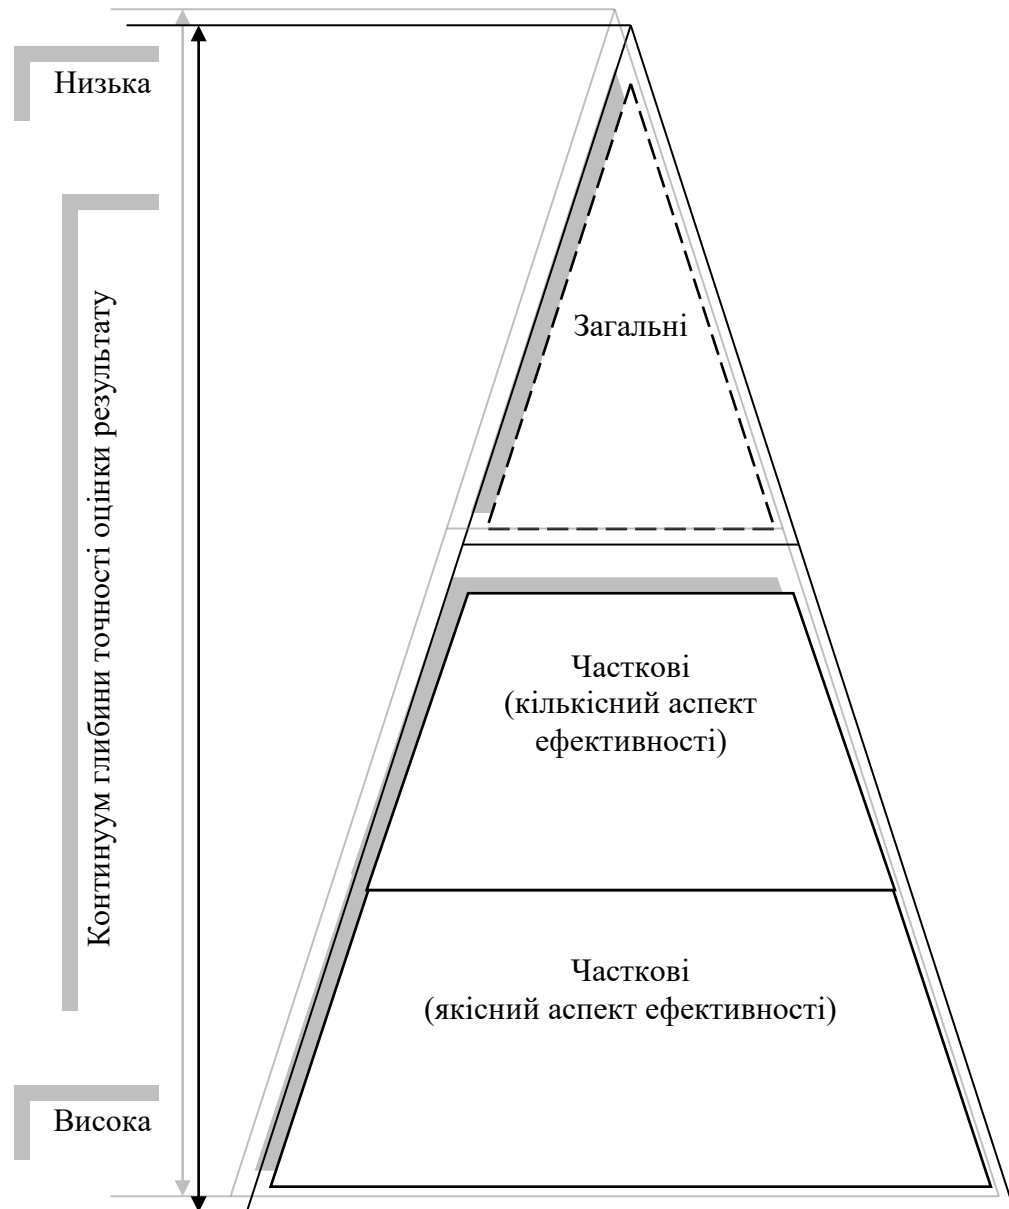 Низька
Континуум глибини точності оцінки результату
Загальні
Часткові
(кількісний аспект
ефективності)
Часткові
(якісний аспект ефективності)
Висока